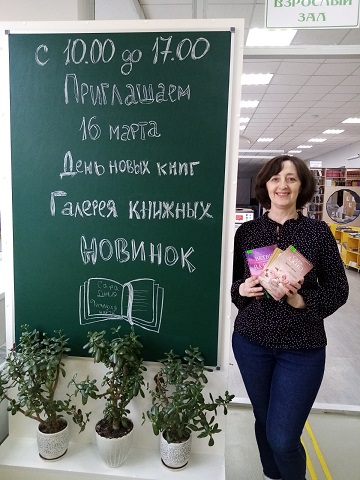 ВЗРОСЛЫЙ
ЗАЛ
С 10.00 до 17.00
Приглашаем
16 марта
День новых книг
Галерея книжных
новинок